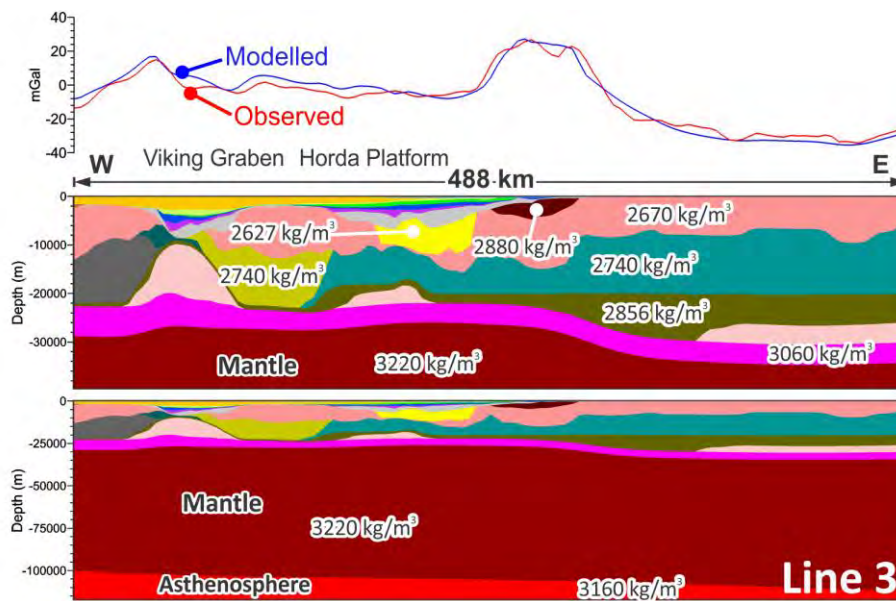 40
20
0
-20
-40
mGal
Modelled
Observed
W Viking Graben Horda Platform E
488 km
0
-10000
-20000
-30000
Depth (m)
2627 kg/m³
2880 kg/m³
2670 kg/m³
2740 kg/m³
2740 kg/m³
2856 kg/m³
3060 kg/m³
Mantle
3220 kg/m³
0
-25000
-50000
-75000
-100000
Depth (m)
Mantle
3220 kg/m³
Asthenosphere
3160 kg/m³
Line 3